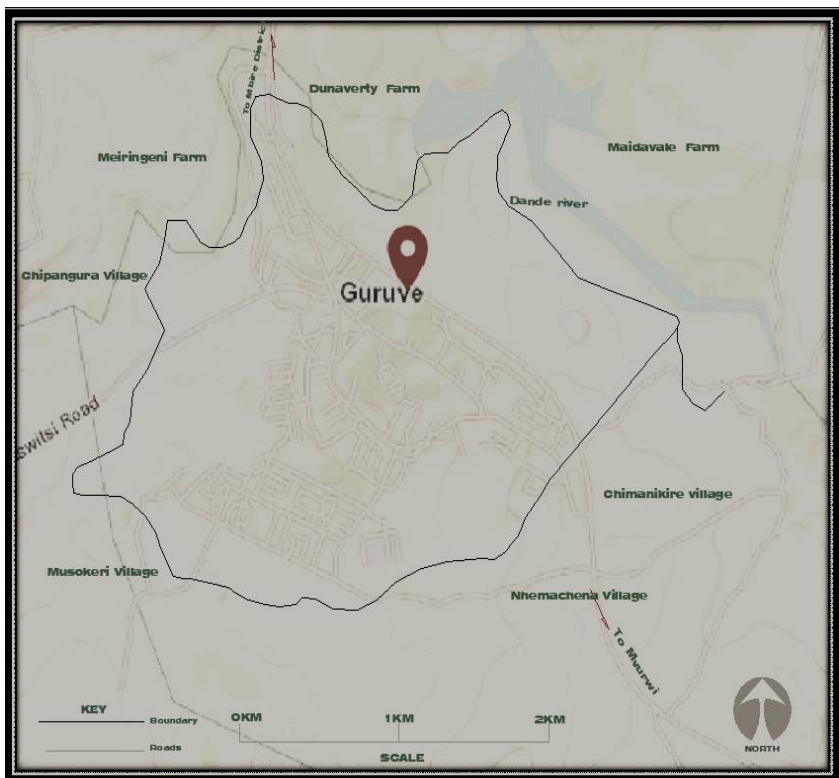 To Mbire District
Dunaverty Farm
Meiringeni Farm
Maidavale Farm
Dande river
Chipangura Village
Guruve
switsi Road
Chimanikire village
Musokeri Village
Nhemachena Village
To Mvurwi
KEY
Boundary
Roads
0KM
1KM
2KM
SCALE
NORTH